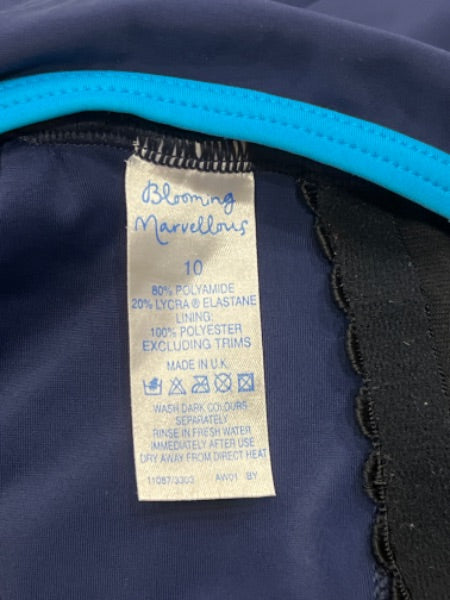 Blooming
Marvellous
10
80% POLYAMIDE
20% LYCRA® ELASTANE
LINING:
100% POLYESTER
EXCLUDING TRIMS
MADE IN U.K
WASH DARK COLOURS
SEPARATELY
RINSE IN FRESH WATER
IMMEDIATELY AFTER USE
DRY AWAY FROM DIRECT HEAT
11087/3303 AW01 BY